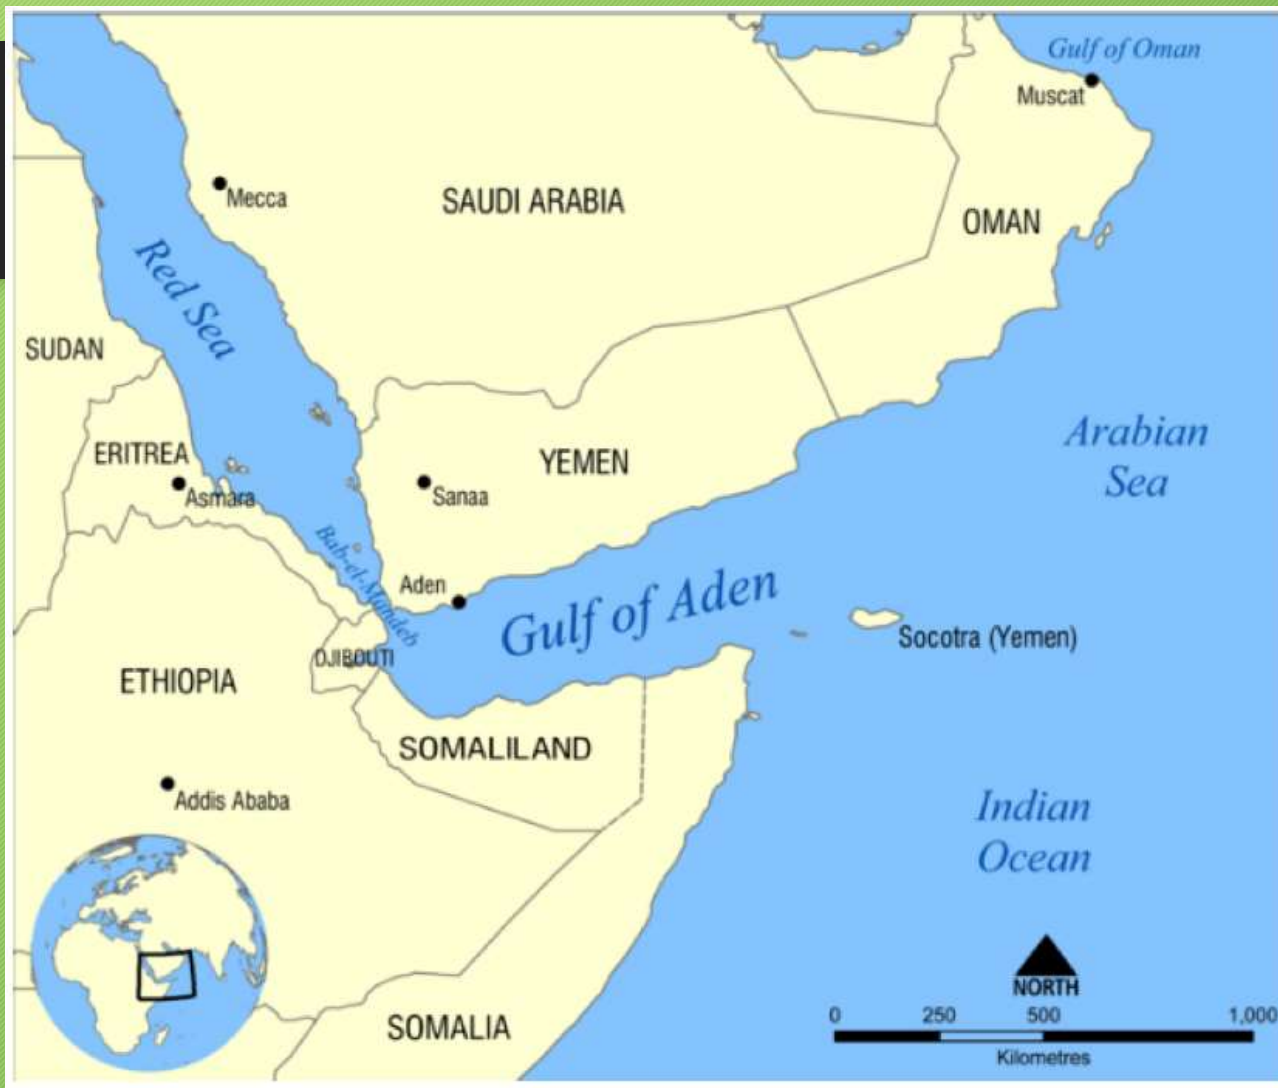 Gulf of Oman
Muscat
Mecca
SAUDI ARABIA
OMAN
Red Sea
SUDAN
Arabian
Sea
ERITREA
Asmara
Sanaa
YEMEN
Bab-el-Mandeb
Aden
Gulf of Aden
Socotra (Yemen)
DJIBOUTI
ETHIOPIA
SOMALILAND
Addis Ababa
Indian
Ocean
NORTH
0 250 500 1,000
Kilometres
SOMALIA